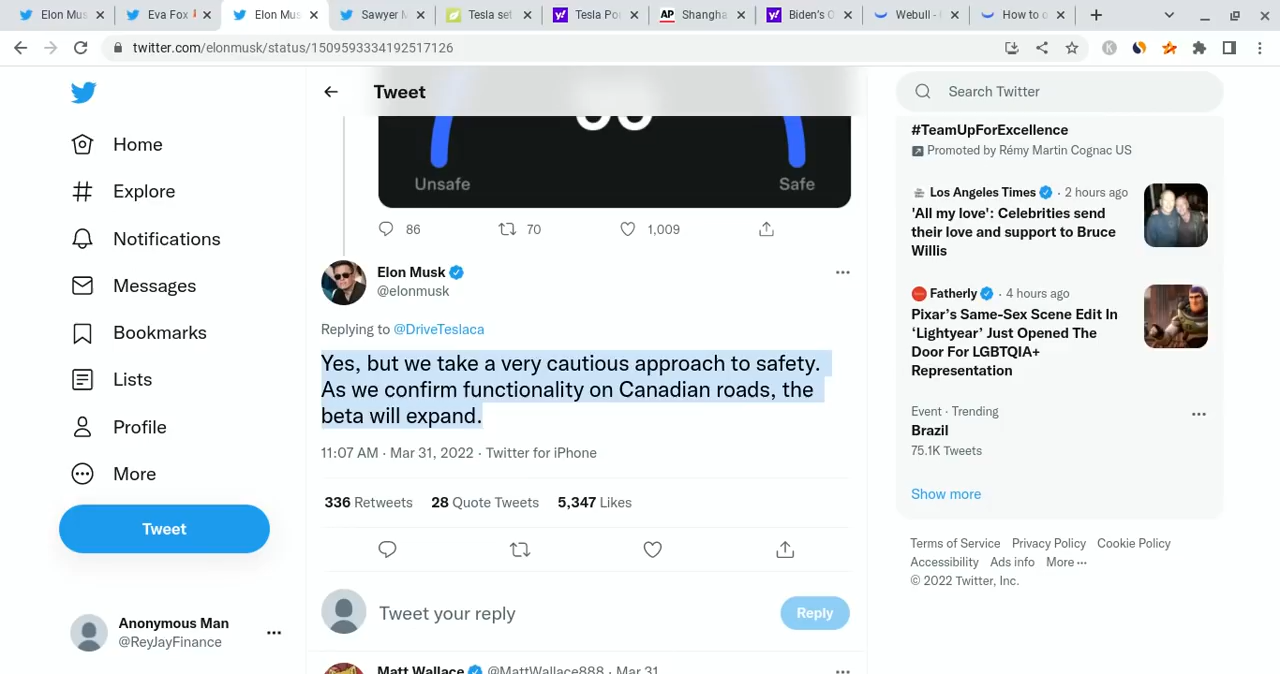 Elon Mus
Eva Fox
Elon Mus
Sawyer M
Tesla set
Tesla Po
AP
Shangha
Biden's
Webull -
How to o
twitter.com/elonmusk/status/1509593334192517126
K
Tweet
Search Twitter
Home
Explore
Notifications
Messages
Bookmarks
Lists
Profile
More
Tweet
Anonymous Man
@ReyJayFinance
Unsafe
Safe
86
70
1,009
Elon Musk
@elonmusk
Replying to @DriveTeslaca
Yes, but we take a very cautious approach to safety.
As we confirm functionality on Canadian roads, the
beta will expand.
11:07 AM · Mar 31, 2022 · Twitter for iPhone
336 Retweets 28 Quote Tweets 5,347 Likes
Tweet your reply
Reply
Matt Wallace @MattWallace888 · Mar 31
#TeamUpForExcellence
Promoted by Rémy Martin Cognac US
Los Angeles Times · 2 hours ago
'All my love': Celebrities send
their love and support to Bruce
Willis
Fatherly · 4 hours ago
Pixar's Same-Sex Scene Edit In
‘Lightyear’ Just Opened The
Door For LGBTQIA+
Representation
Event · Trending
Brazil
75.1K Tweets
Show more
Terms of Service Privacy Policy Cookie Policy
Accessibility Ads info More ···
© 2022 Twitter, Inc.